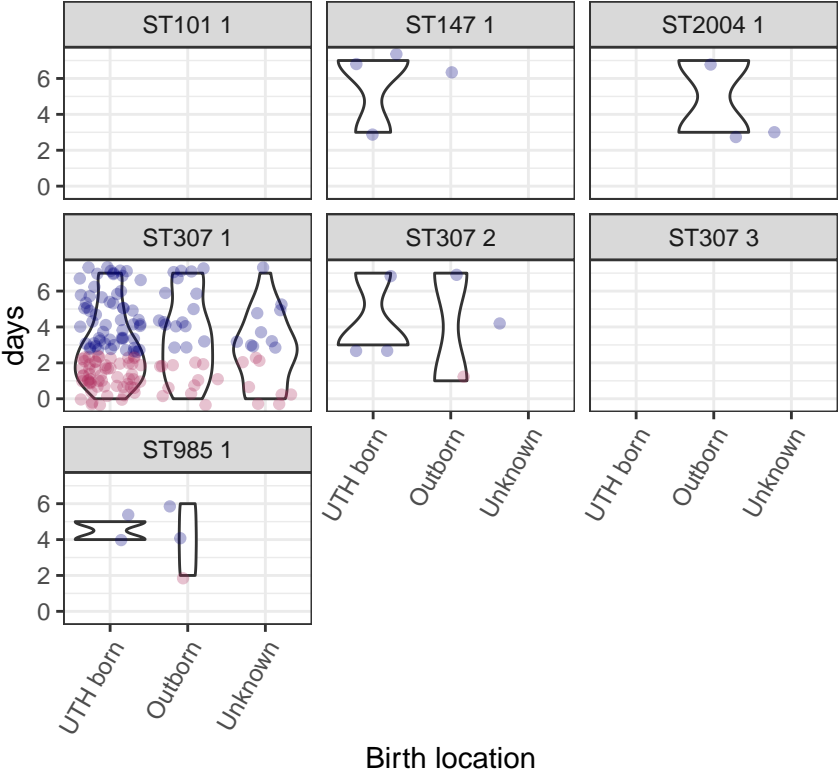 ST101 1
ST147 1
ST2004 1
6
4
2
0
ST307 1
ST307 2
ST307 3
days
6
4
2
0
UTH born
Outborn
Unknown
UTH born
Outborn
Unknown
ST985 1
6
4
2
0
UTH born
Outborn
Unknown
Birth location